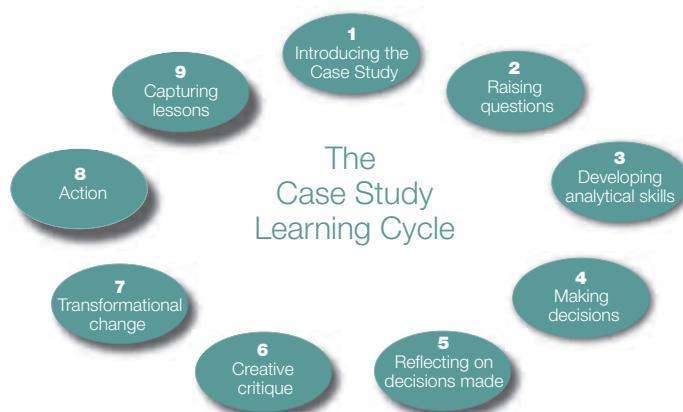 1
Introducing the
Case Study
2
Raising
questions
3
Developing
analytical skills
4
Making
decisions
5
Reflecting on
decisions made
6
Creative
critique
7
Transformational
change
8
Action
9
Capturing
lessons
The
Case Study
Learning Cycle